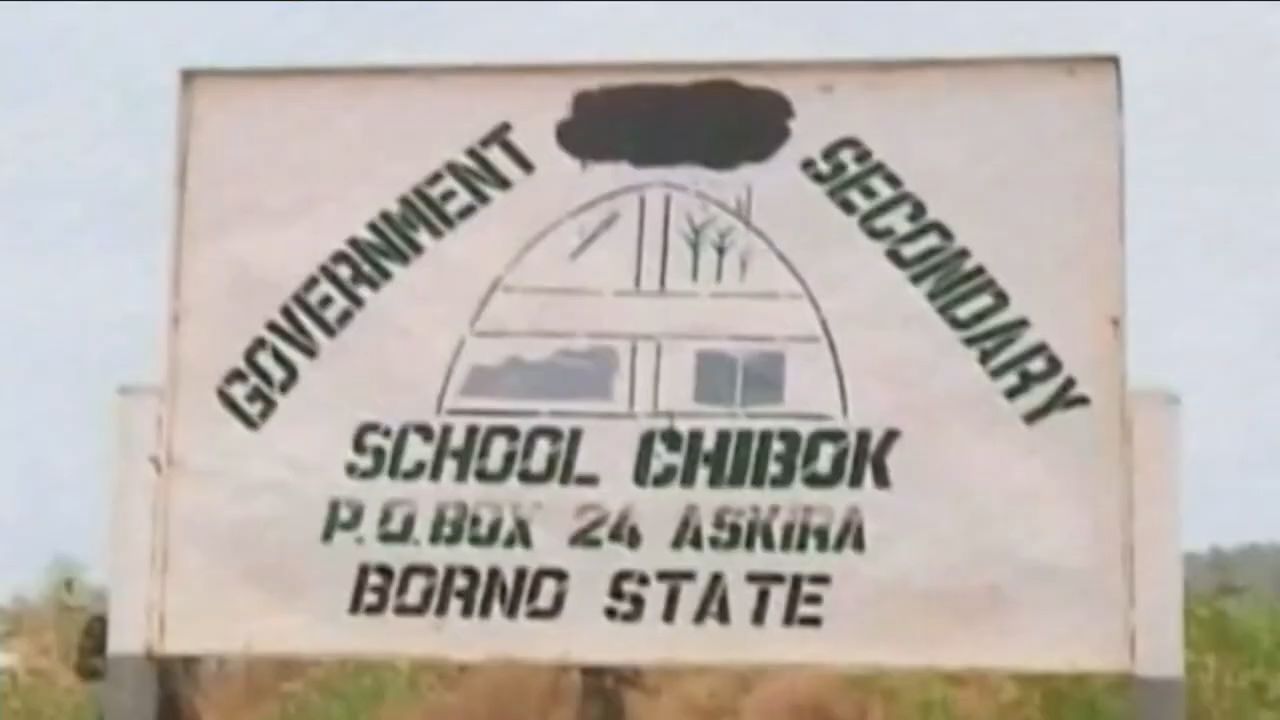 GOVERNMENT SECONDARY
SCHOOL CHIBOK
P.O.BOX 24 ASKIRA
BORNO STATE